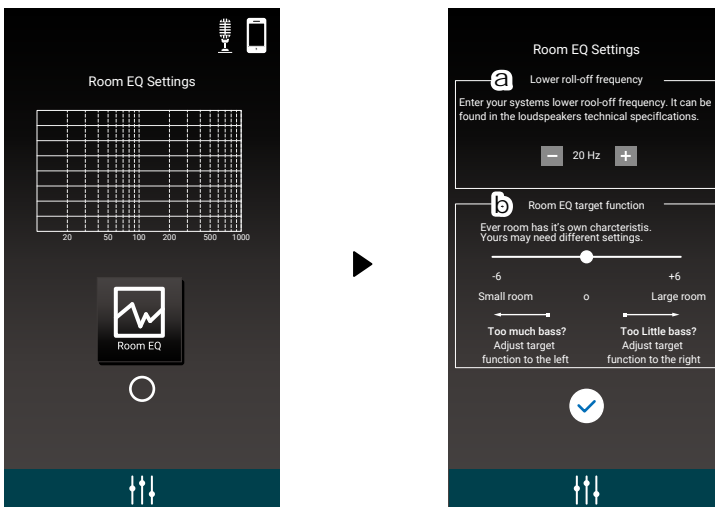 Room EQ Settings
20 50 100 200 500 1000
Room EQ
Room EQ Settings
a Lower roll-off frequency
Enter your systems lower rool-off frequency. It can be
found in the loudspeakers technical specifications.
− 20 Hz +
b Room EQ target function
Ever room has it's own charcteristis.
Yours may need different settings.
-6 +6
Small room o Large room
Too much bass? Too Little bass?
Adjust target Adjust target
function to the left function to the right